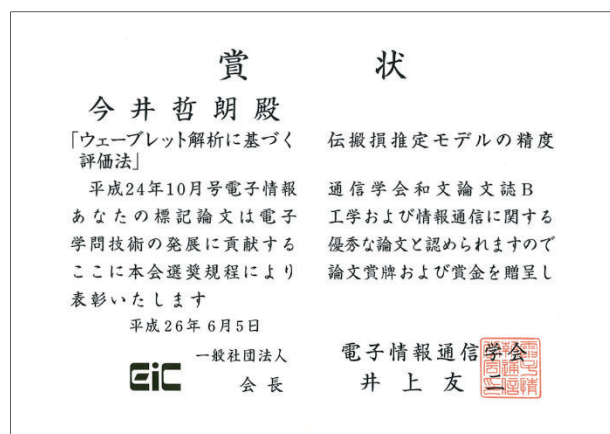 賞 状
今井哲朗殿
「ウェーブレット解析に基づく 伝搬損推定モデルの精度
評価法」
平成24年10月号電子情報 通信学会和文論文誌B
あなたの標記論文は電子 工学および情報通信に関する
学問技術の発展に貢献する 優秀な論文と認められますので
ここに本会選奨規程により 論文賞牌および賞金を贈呈し
表彰いたします
平成26年6月5日
一般社団法人 電子情報通信学会
EiC 会長 井上友二